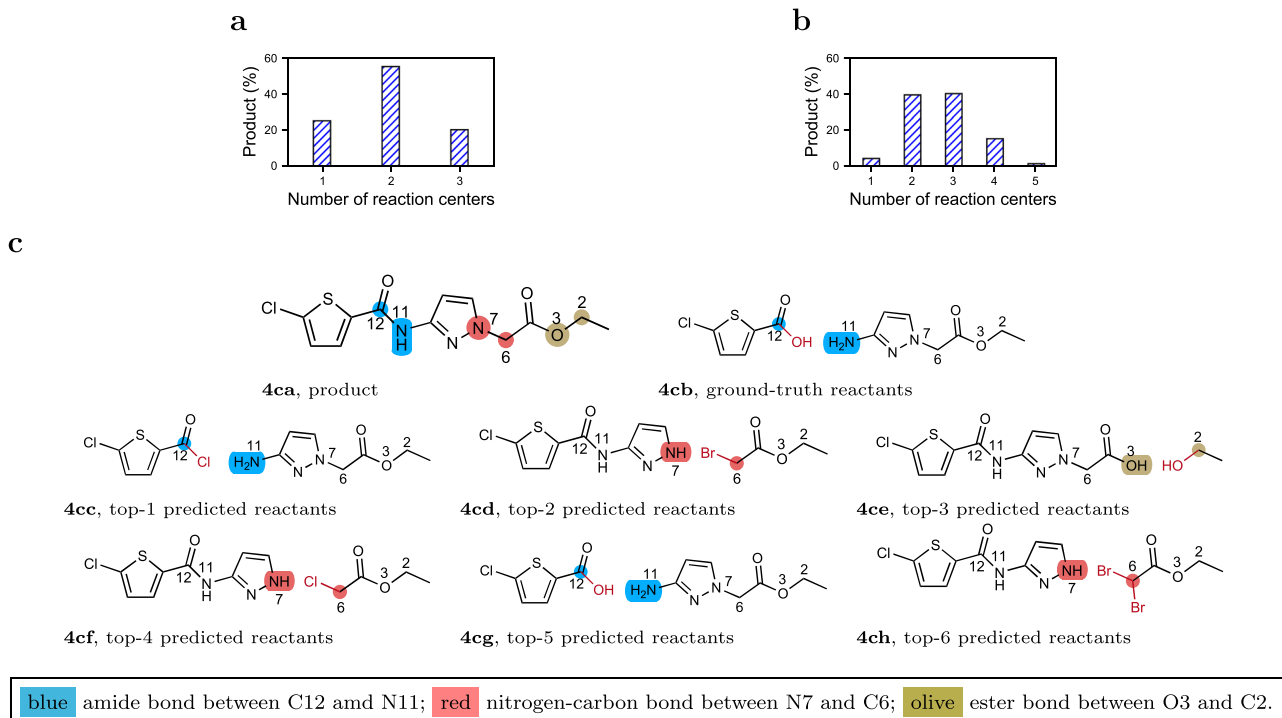 a
60
40
20
0
Product (%)
1 2 3
Number of reaction centers
b
60
40
20
0
Product (%)
1 2 3 4 5
Number of reaction centers
c
Cl S O 12 11 N H N N 7 6 O 3 O 2
4ca, product
Cl S O 12 OH 11 H2N N N 7 6 O 3 O 2
4cb, ground-truth reactants
Cl S O 12 Cl 11 H2N N N 7 6 O 3 O 2
4cc, top-1 predicted reactants
Cl S O 12 11 N H N NH 7 Br 6 O 3 O 2
4cd, top-2 predicted reactants
Cl S O 12 11 N H N N 7 6 O 3 OH 2 HO
4ce, top-3 predicted reactants
Cl S O 12 11 N H N NH 7 Cl 6 O 3 O 2
4cf, top-4 predicted reactants
Cl S O 12 OH 11 H2N N N 7 6 O 3 O 2
4cg, top-5 predicted reactants
Cl S O 12 11 N H N NH 7 Br 6 Br O 3 O 2
4ch, top-6 predicted reactants
blue amide bond between C12 amd N11; red nitrogen-carbon bond between N7 and C6; olive ester bond between O3 and C2.